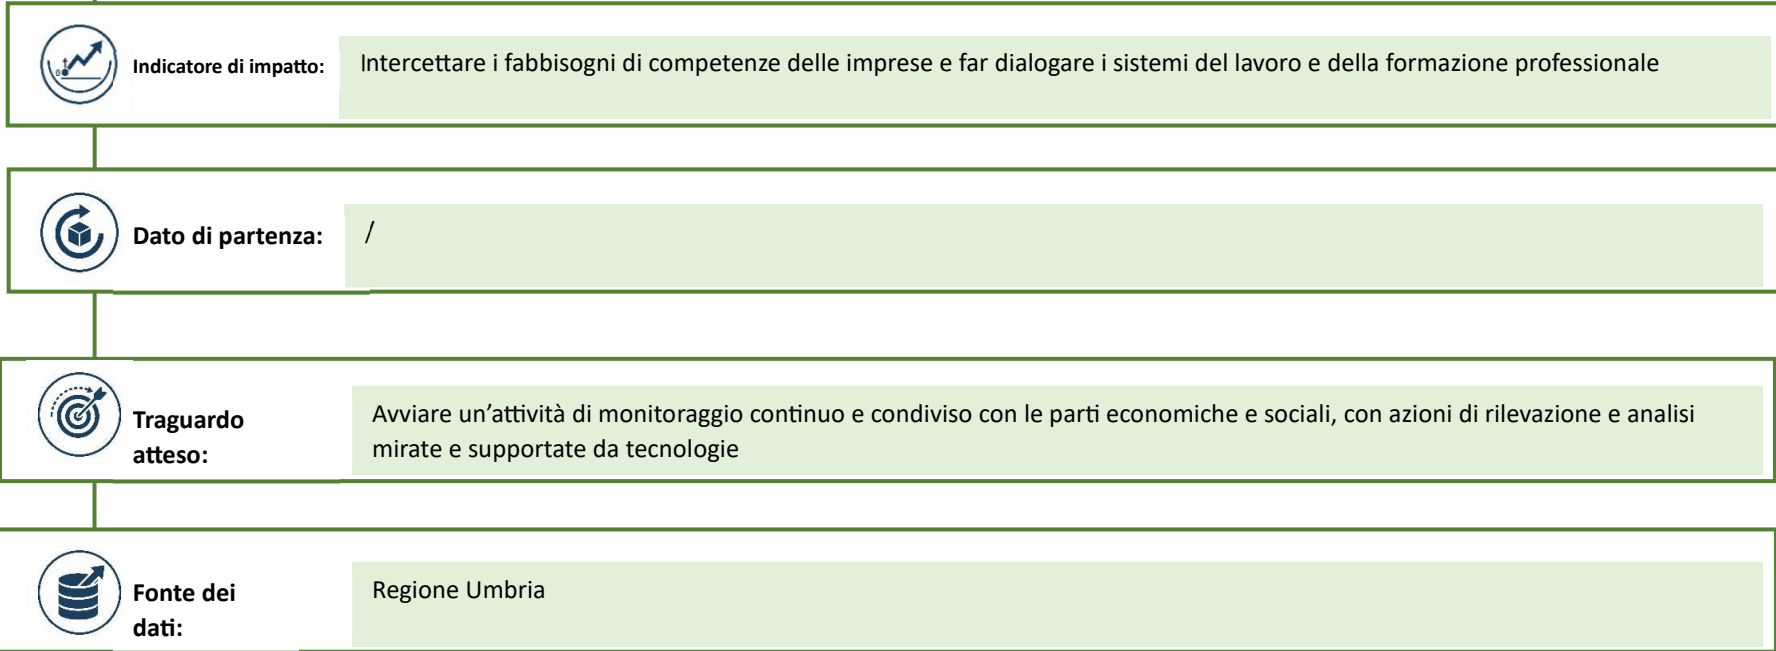 Indicatore di impatto: Intercettare i fabbisogni di competenze delle imprese e far dialogare i sistemi del lavoro e della formazione professionale
Dato di partenza: /
Traguardo
atteso:
Avviare un’attività di monitoraggio continuo e condiviso con le parti economiche e sociali, con azioni di rilevazione e analisi
mirate e supportate da tecnologie
Fonte dei
dati:
Regione Umbria